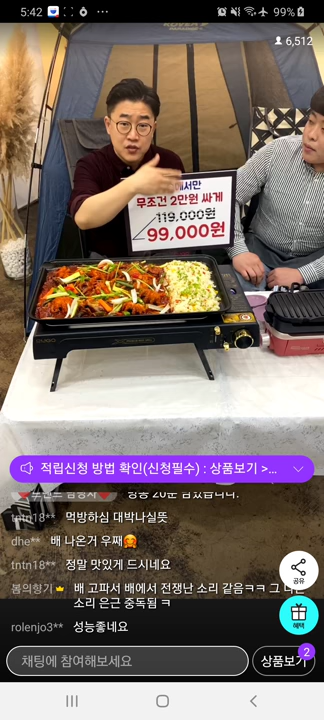 5:42
99%
6,512
무조건 2만원 싸게
119,000원
99,000원
적립신청 방법 확인(신청필수) : 상품보기 >...
tntn18** 먹방하심 대박나실뜻
dhe** 배 나온거 우째🥰
tntn18** 정말 맛있게 드시네요
봄의향기 배 고파서 배에서 전쟁난 소리 같음ㅋㅋ 그
소리 은근 중독됨 ㅋ
rolenjo3** 성능좋네요
공유
혜택
채팅에 참여해보세요
상품보기
2